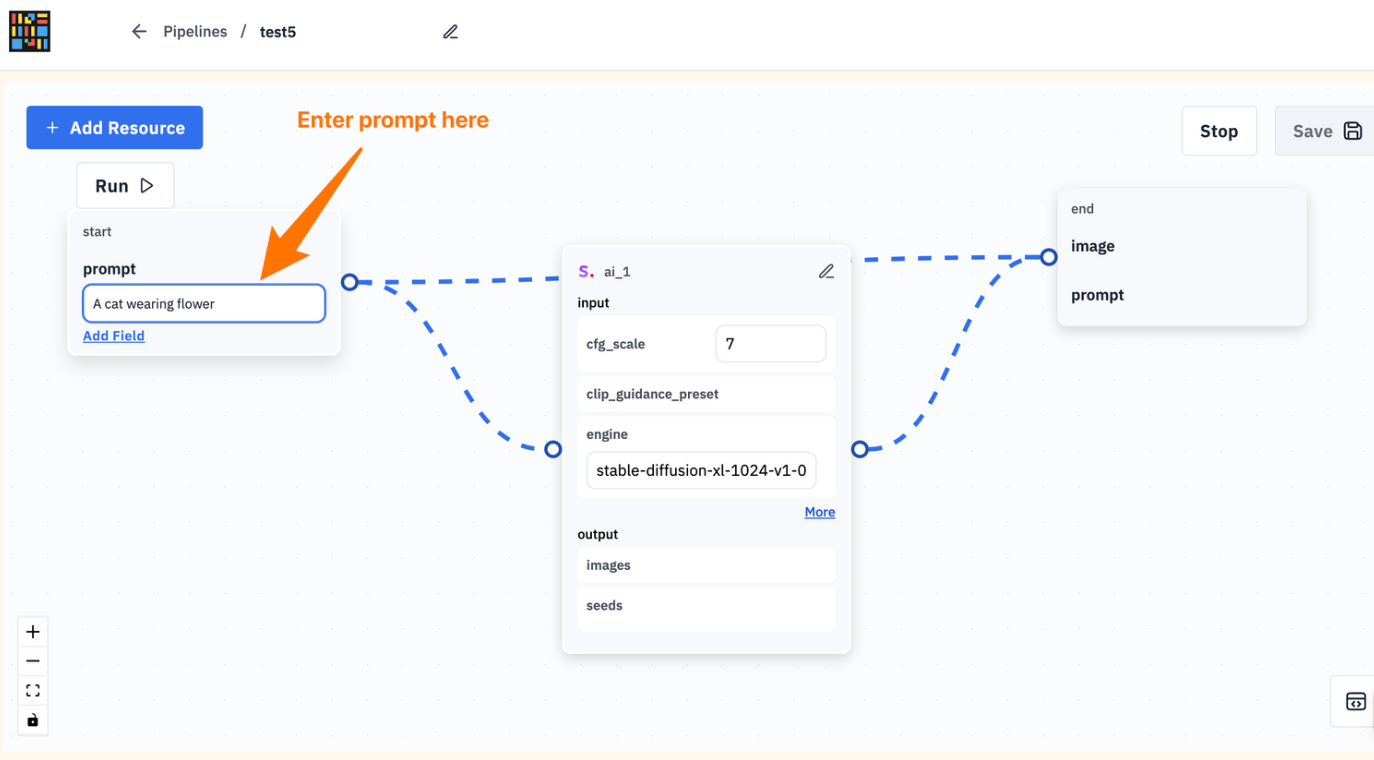 Pipelines / test5
+ Add Resource
Enter prompt here
Stop
Save
Run
start
prompt
A cat wearing flower
Add Field
S. ai_1
input
cfg_scale 7
clip_guidance_preset
engine
stable-diffusion-xl-1024-v1-0
More
output
images
seeds
end
image
prompt